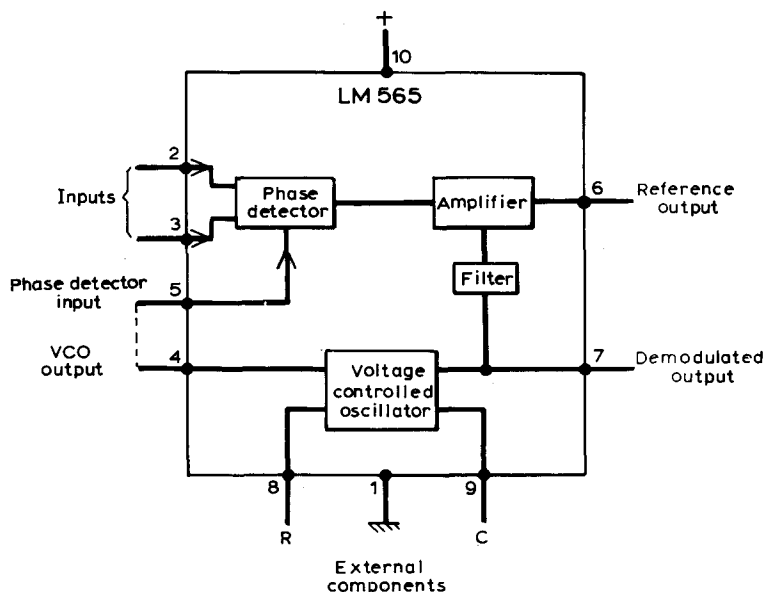 +
10
LM 565
2
Inputs
3
Phase
detector
Amplifier
6
Reference
output
Filter
Phase detector
input
5
VCO
output
4
Voltage
controlled
oscillator
7
Demodulated
output
8
1
9
R
C
External
components